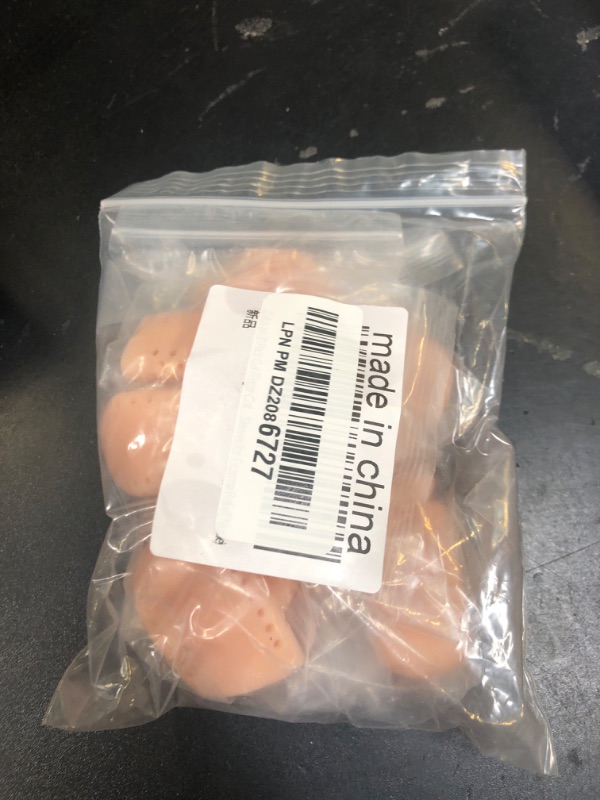 made in china
LPN PM DZ2086727
新品